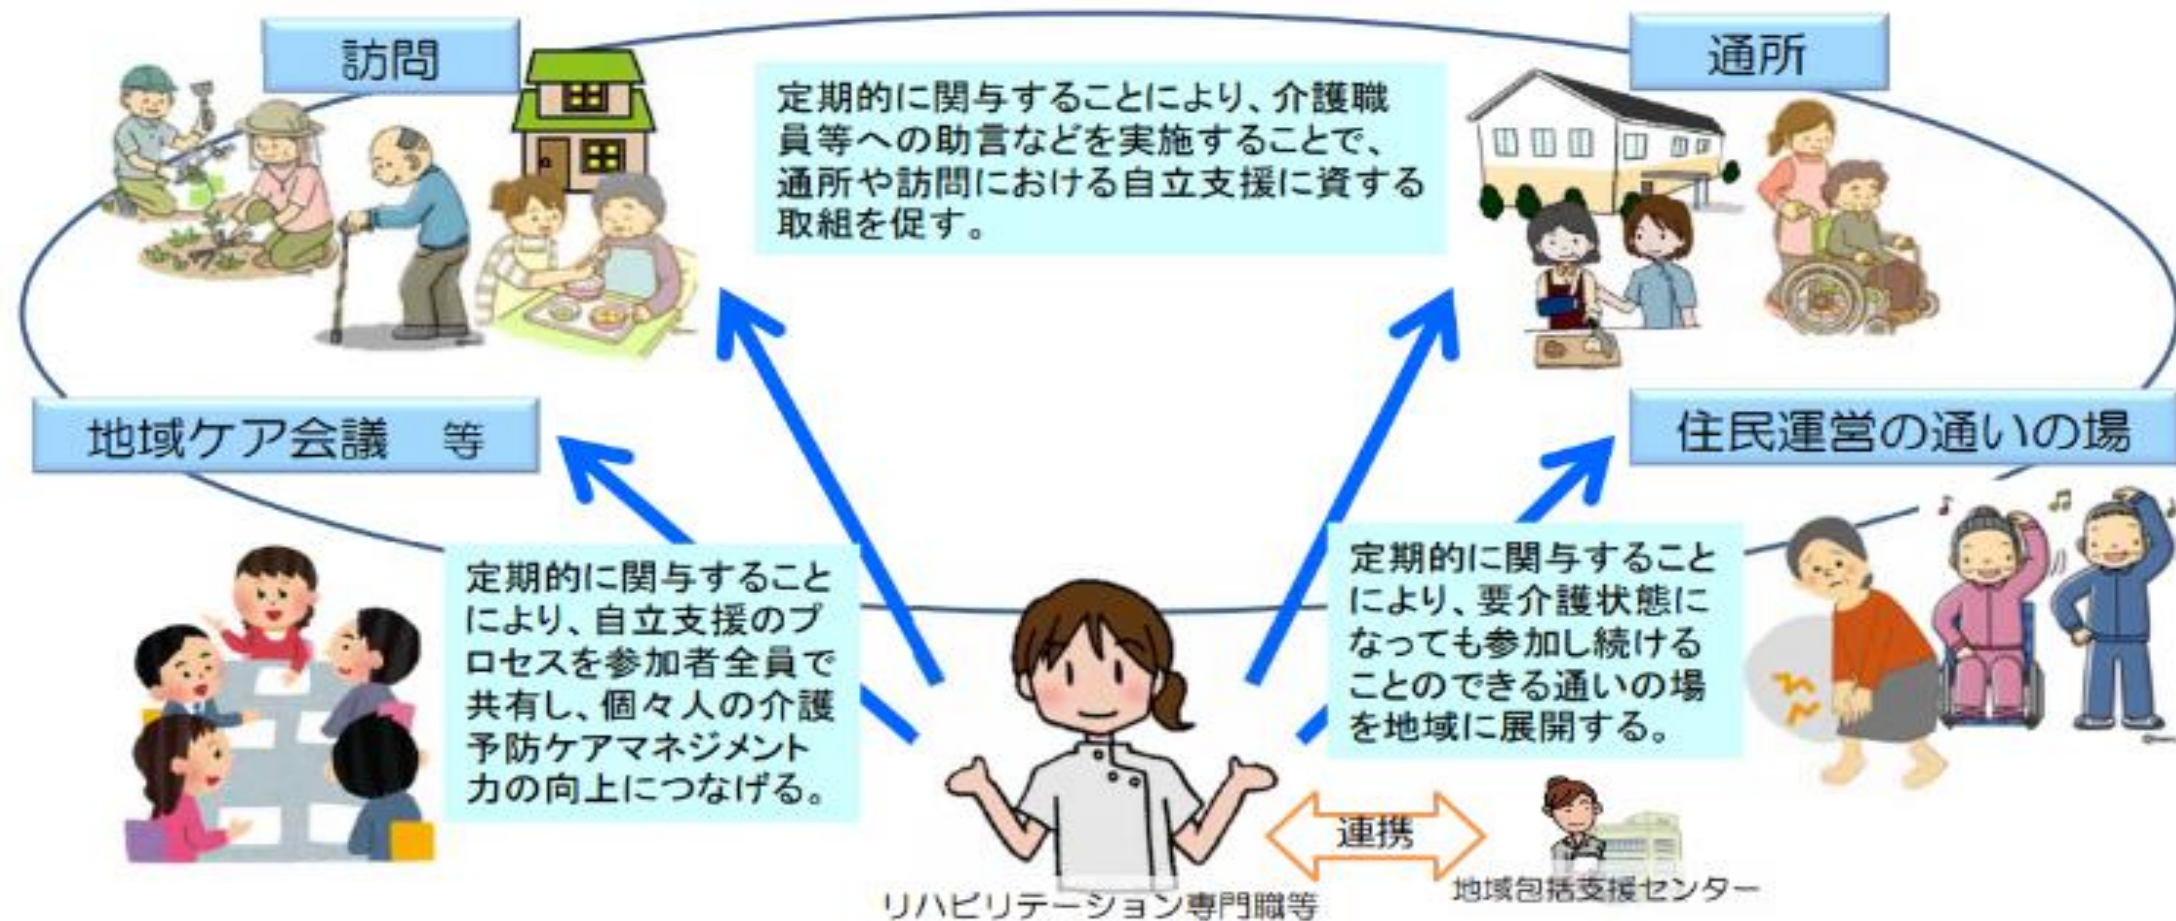 訪問
通所
定期的に関与することにより、介護職
員等への助言などを実施することで、
通所や訪問における自立支援に資する
取組を促す。
地域ケア会議　等
住民運営の通いの場
定期的に関与すること
により、自立支援のプ
ロセスを参加者全員で
共有し、個々人の介護
予防ケアマネジメント
力の向上につなげる。
定期的に関与すること
により、要介護状態に
なっても参加し続ける
ことのできる通いの場
を地域に展開する。
連携
リハビリテーション専門職等
地域包括支援センター